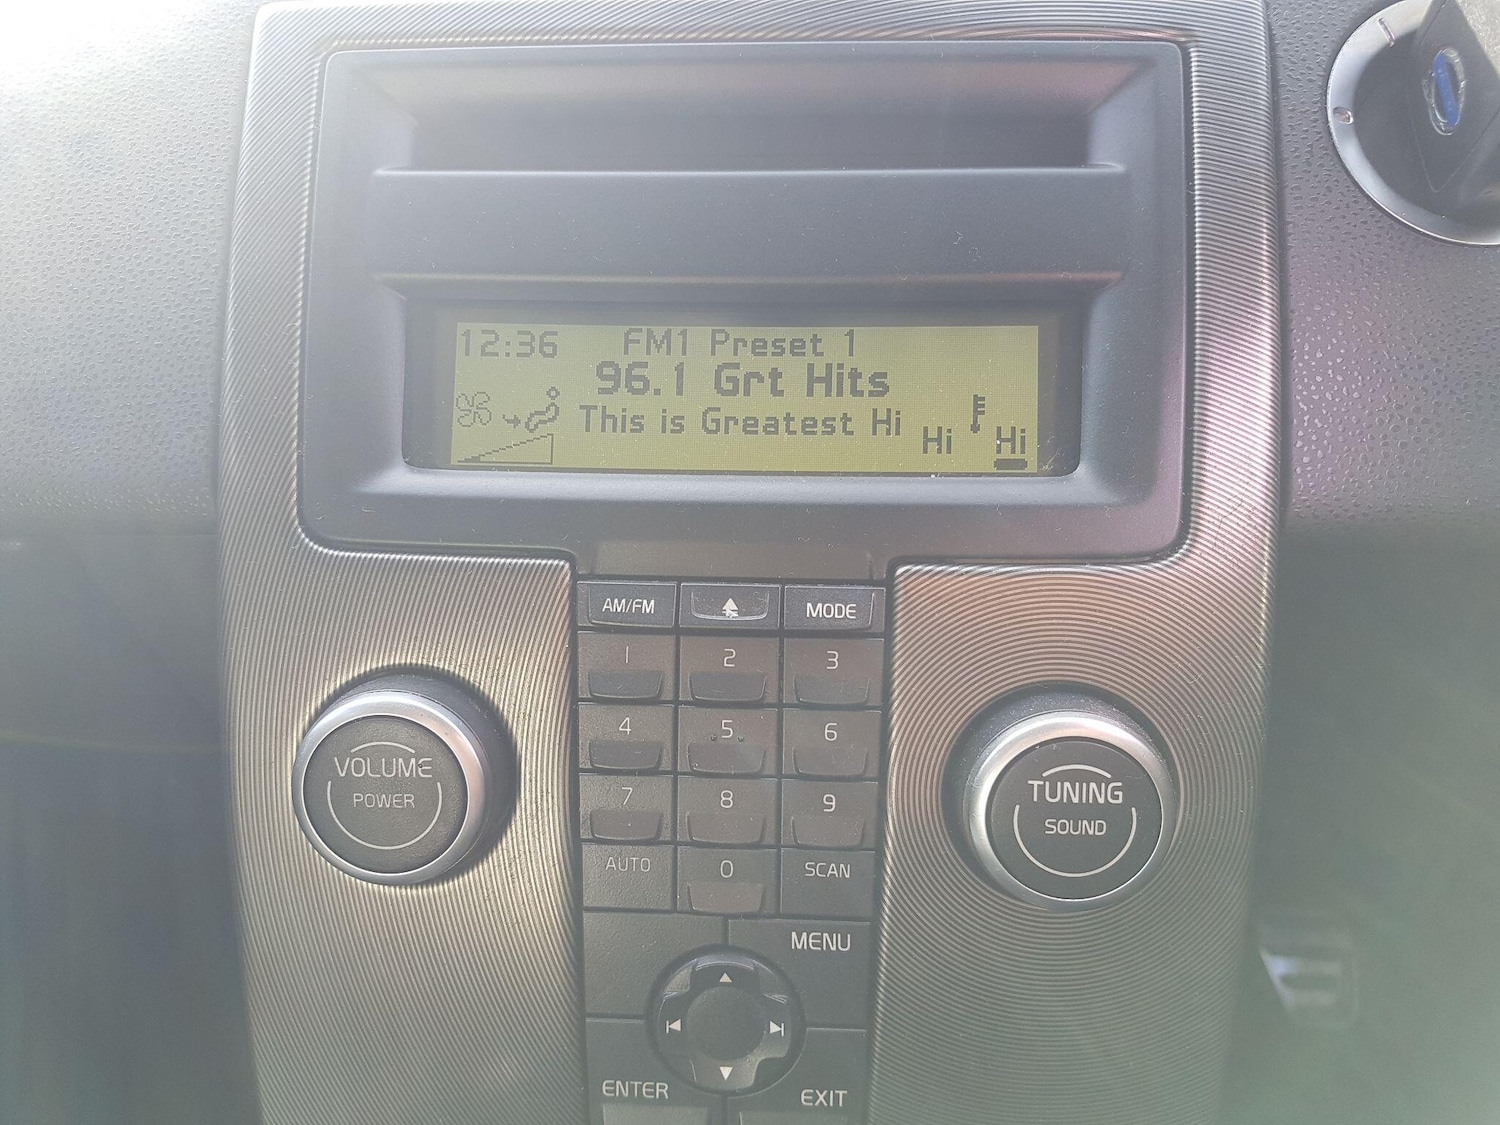 12:36 FM1 Preset 1
96.1 Grt Hits
This is Greatest Hi
Hi Hi
AM/FM MODE
1 2 3
4 5 6
7 8 9
AUTO 0 SCAN
VOLUME
POWER
TUNING
SOUND
MENU
ENTER EXIT